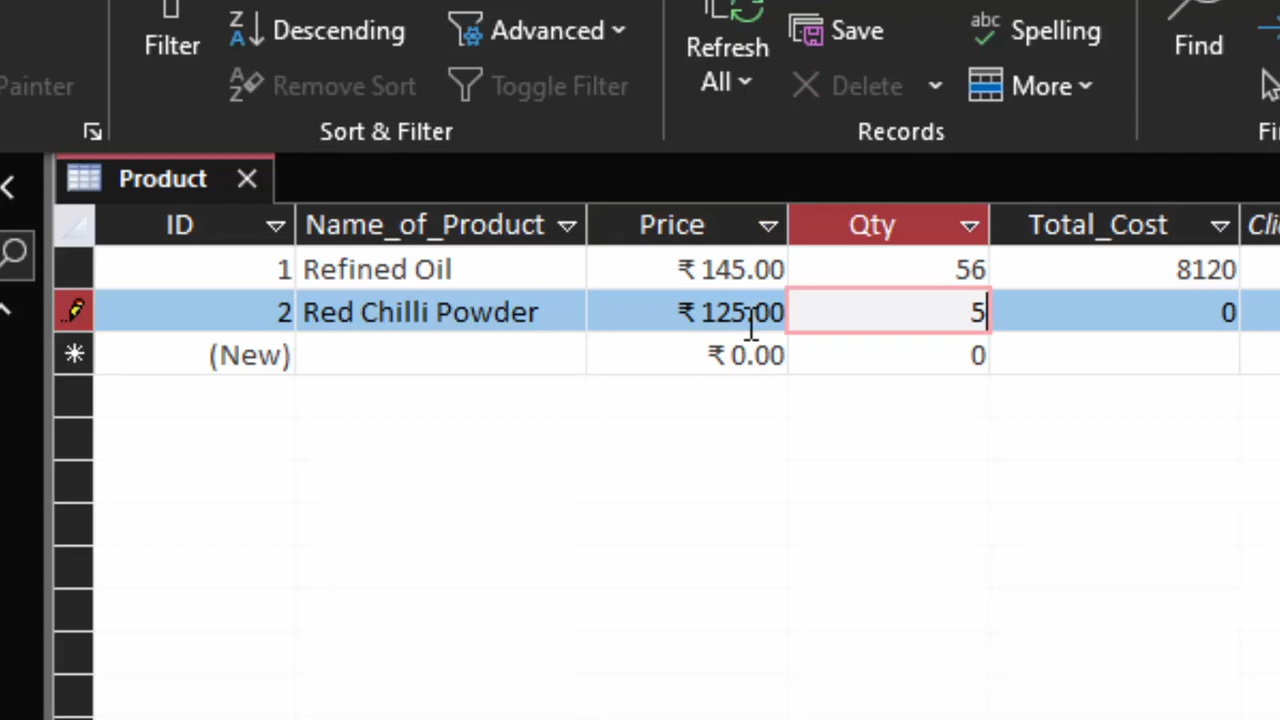 Painter
Filter
Descending
Remove Sort
Advanced
Toggle Filter
Sort & Filter
Refresh
All
Save
Delete
Spelling
More
Records
Find
Product
ID Name_of_Product Price Qty Total_Cost
1 Refined Oil ₹ 145.00 56 8120
2 Red Chilli Powder ₹ 125.00 5 0
(New) ₹ 0.00 0